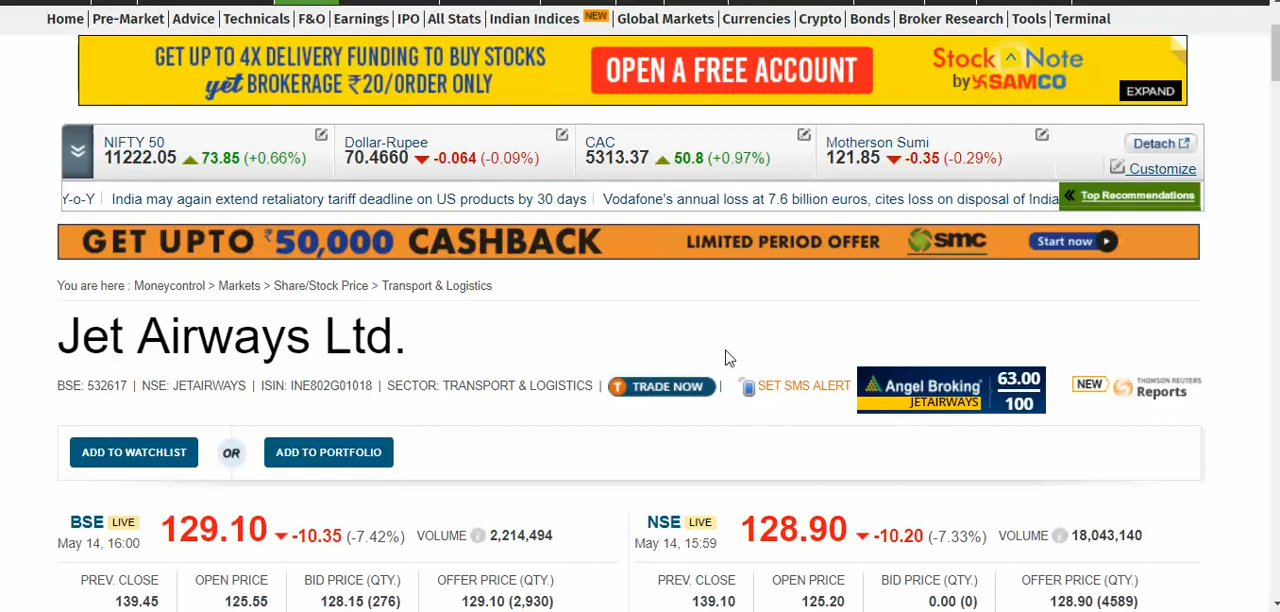 Home | Pre-Market | Advice | Technicals | F&O | Earnings | IPO | All Stats | Indian Indices NEW | Global Markets | Currencies | Crypto | Bonds | Broker Research | Tools | Terminal
GET UP TO 4X DELIVERY FUNDING TO BUY STOCKS
yet BROKERAGE ₹20/ORDER ONLY
OPEN A FREE ACCOUNT
Stock Note
by SAMCO
EXPAND
NIFTY 50
11222.05 73.85 (+0.66%)
Dollar-Rupee
70.4660 -0.064 (-0.09%)
CAC
5313.37 50.8 (+0.97%)
Motherson Sumi
121.85 -0.35 (-0.29%)
Detach
Customize
Y-o-Y | India may again extend retaliatory tariff deadline on US products by 30 days | Vodafone's annual loss at 7.6 billion euros, cites loss on disposal of India
Top Recommendations
GET UPTO ₹50,000 CASHBACK LIMITED PERIOD OFFER smc Start now
You are here : Moneycontrol > Markets > Share/Stock Price > Transport & Logistics
Jet Airways Ltd.
BSE: 532617 | NSE: JETAIRWAYS | ISIN: INE802G01018 | SECTOR: TRANSPORT & LOGISTICS | T TRADE NOW | SET SMS ALERT
Angel Broking
JETAIRWAYS
63.00
100
NEW
THOMSON REUTERS
Reports
ADD TO WATCHLIST OR ADD TO PORTFOLIO
BSE LIVE
May 14, 16:00
129.10 -10.35 (-7.42%) VOLUME 2,214,494
PREV. CLOSE OPEN PRICE BID PRICE (QTY.) OFFER PRICE (QTY.)
139.45 125.55 128.15 (276) 129.10 (2,930)
NSE LIVE
May 14, 15:59
128.90 -10.20 (-7.33%) VOLUME 18,043,140
PREV. CLOSE OPEN PRICE BID PRICE (QTY.) OFFER PRICE (QTY.)
139.10 125.20 0.00 (0) 128.90 (4589)